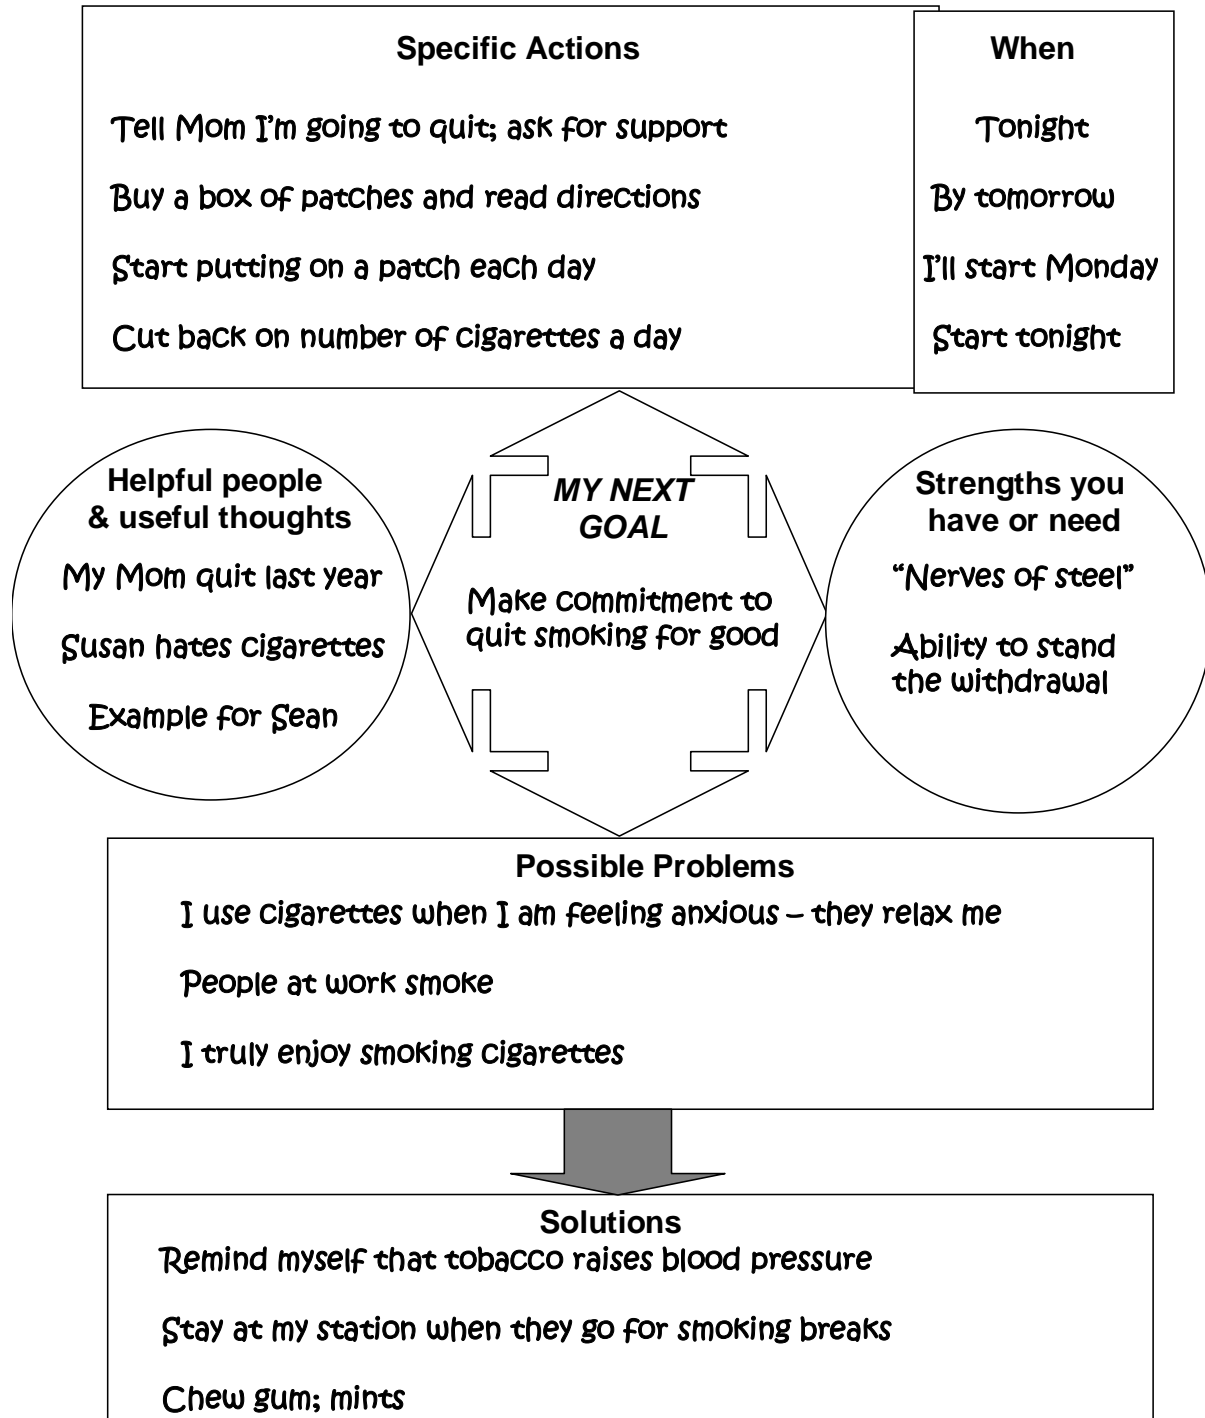 Specific Actions
When
Tell Mom I'm going to quit; ask for support
Tonight
Buy a box of patches and read directions
By tomorrow
Start putting on a patch each day
I'll start Monday
Cut back on number of cigarettes a day
Start tonight
Helpful people
& useful thoughts
My Mom quit last year
Susan hates cigarettes
Example for Sean
MY NEXT
GOAL
Make commitment to
quit smoking for good
Strengths you
have or need
“Nerves of steel”
Ability to stand
the withdrawal
Possible Problems
I use cigarettes when I am feeling anxious – they relax me
People at work smoke
I truly enjoy smoking cigarettes
Solutions
Remind myself that tobacco raises blood pressure
Stay at my station when they go for smoking breaks
Chew gum; mints